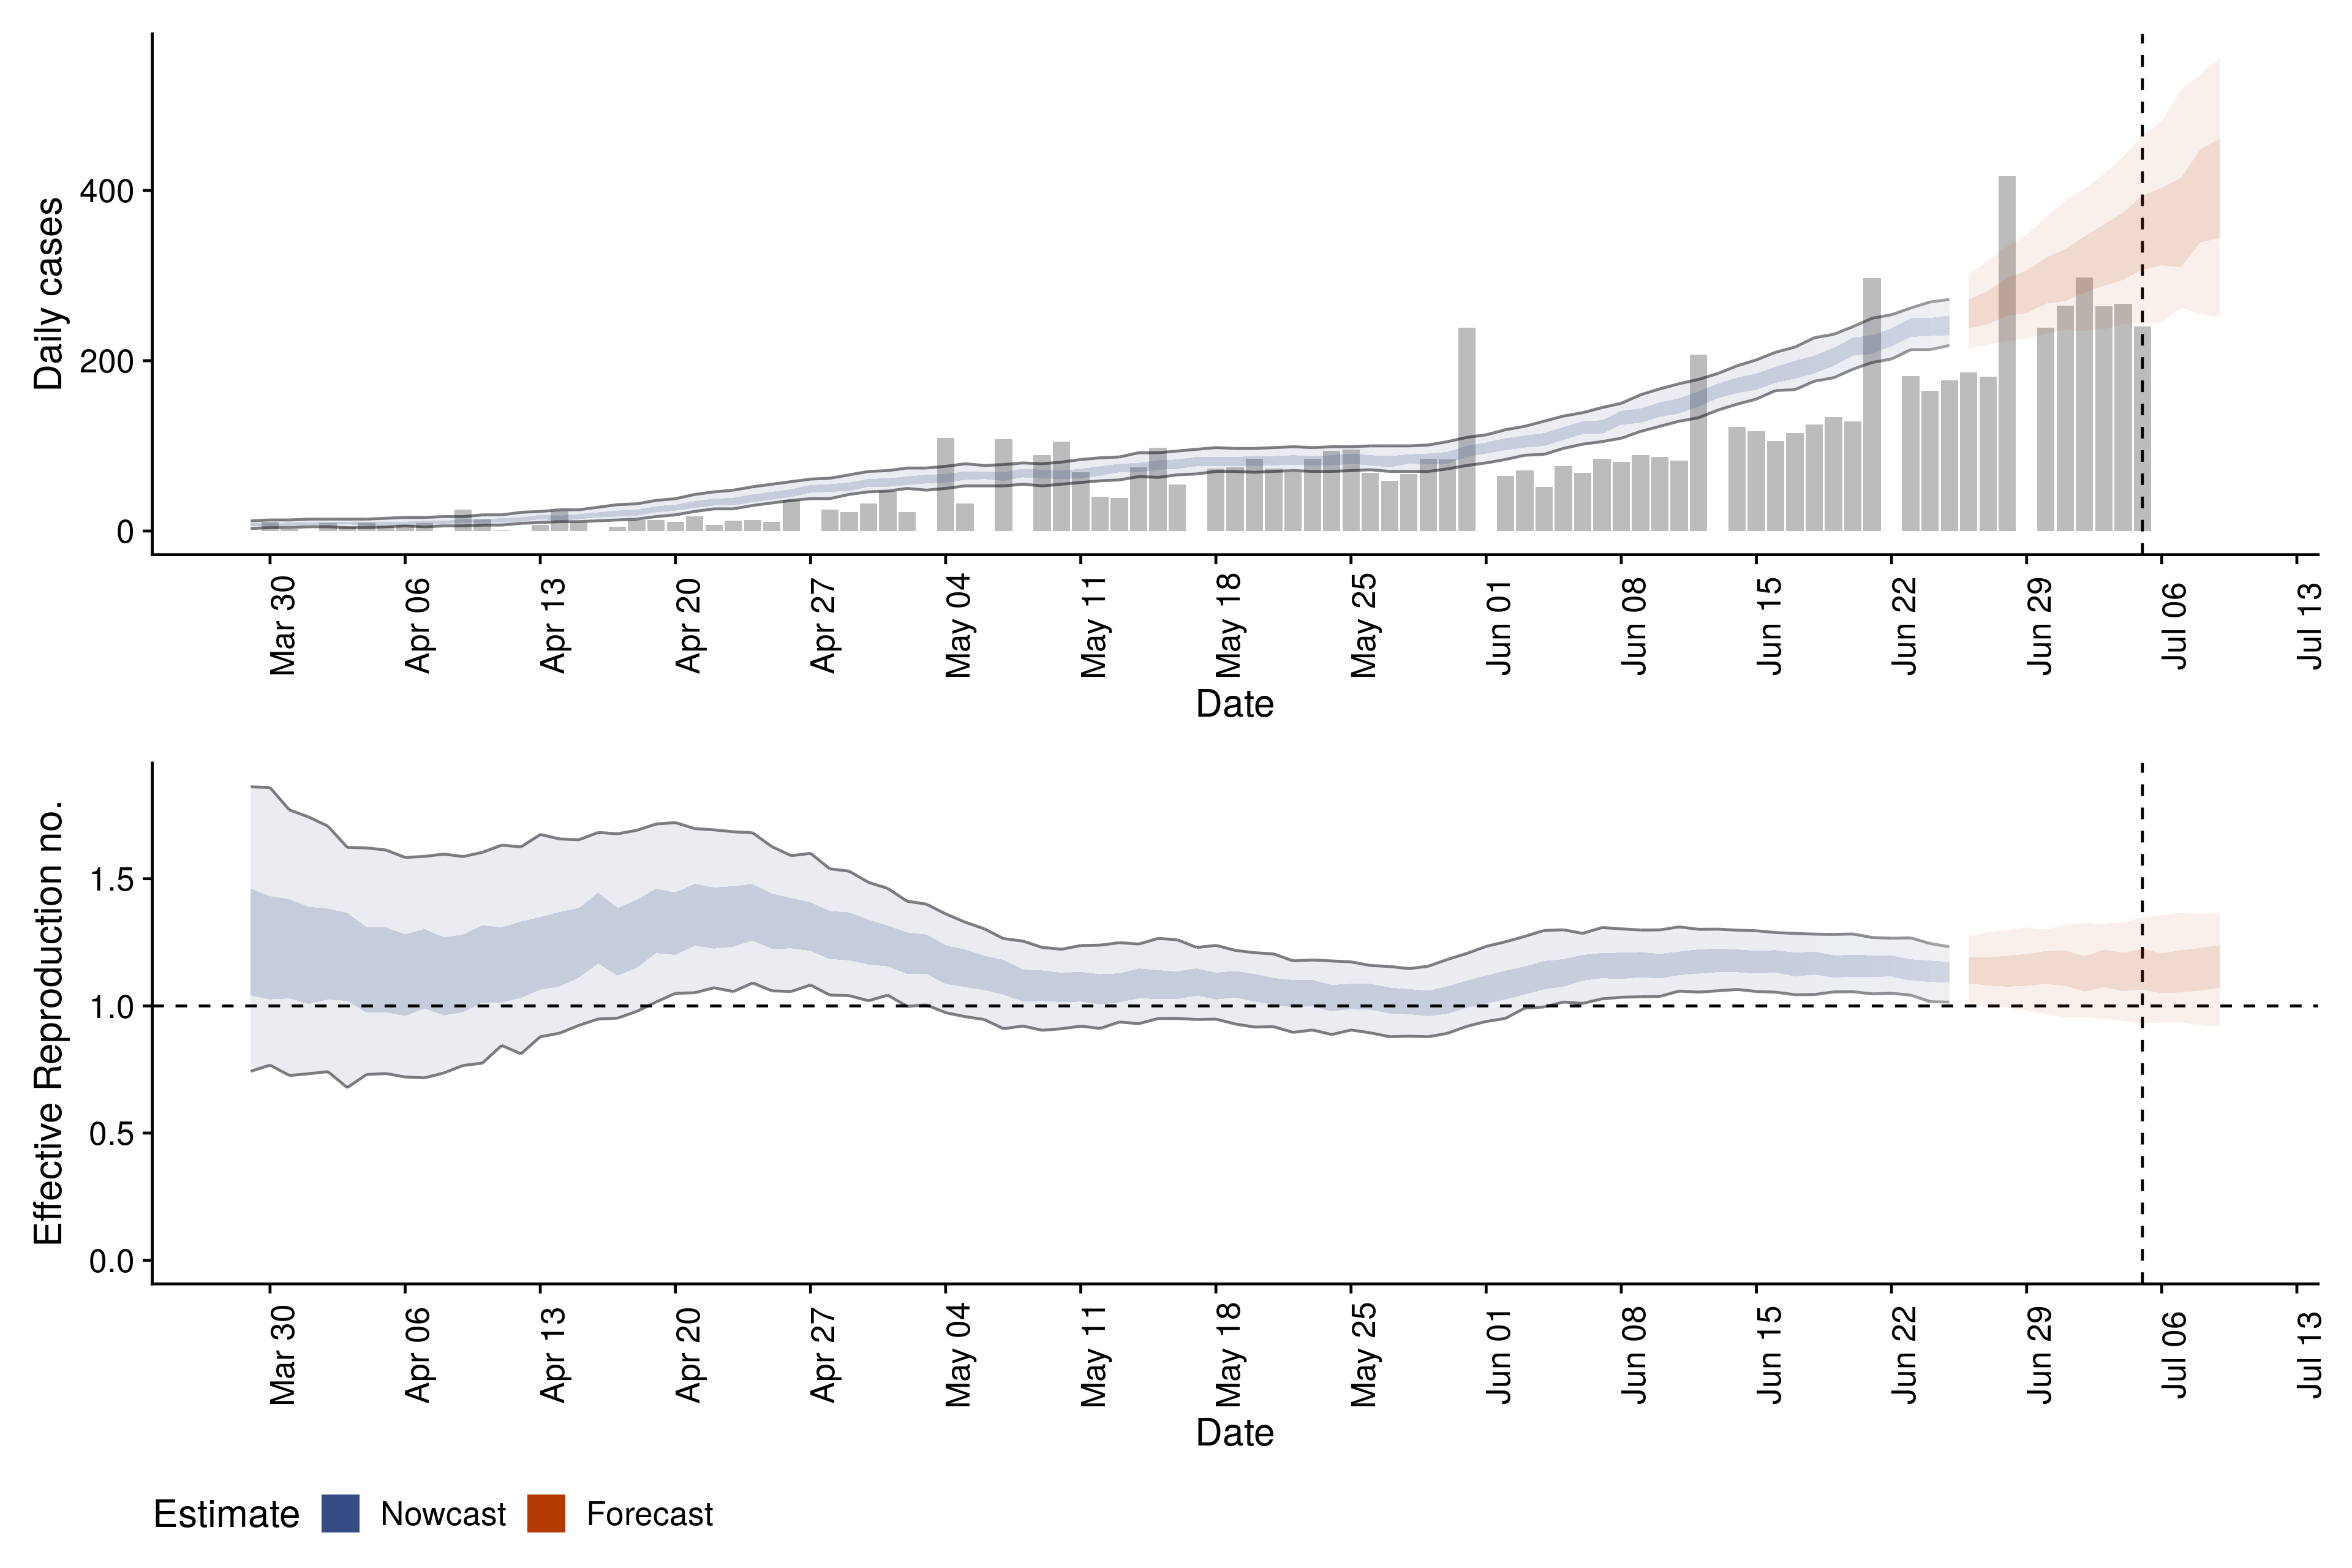 Daily cases
400
200
0
Mar 30 Apr 06 Apr 13 Apr 20 Apr 27 May 04 May 11 May 18 May 25 Jun 01 Jun 08 Jun 15 Jun 22 Jun 29 Jul 06 Jul 13
Date
Effective Reproduction no.
1.5
1.0
0.5
0.0
Mar 30 Apr 06 Apr 13 Apr 20 Apr 27 May 04 May 11 May 18 May 25 Jun 01 Jun 08 Jun 15 Jun 22 Jun 29 Jul 06 Jul 13
Date
Estimate Nowcast Forecast